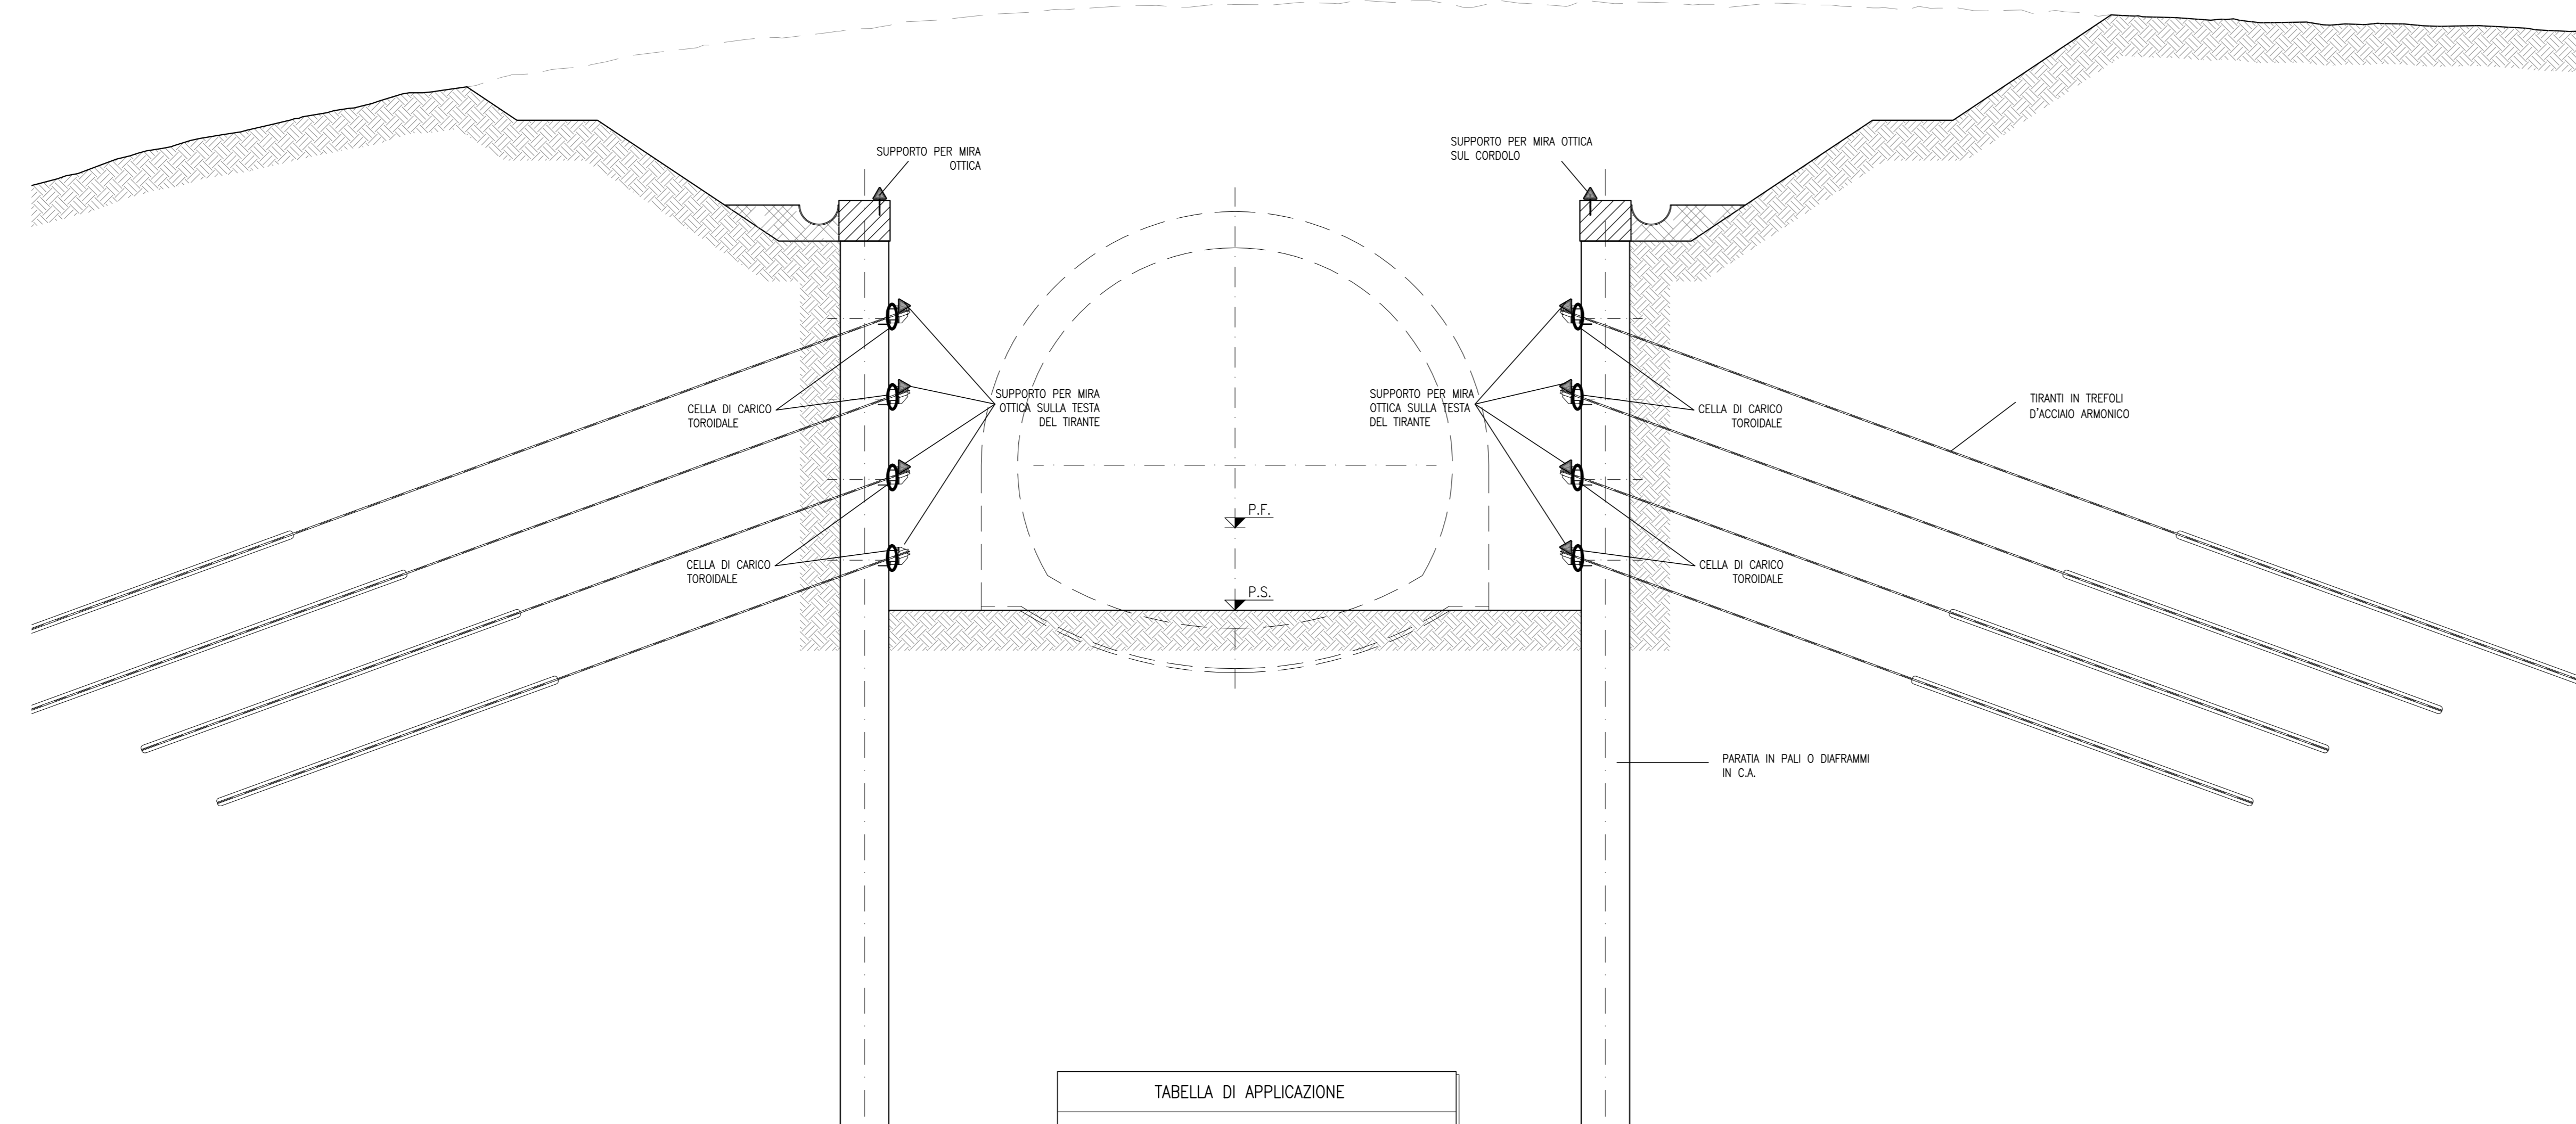 SUPPORTO PER MIRA OTTICA
SUL CORDOLO
SUPPORTO PER MIRA
OTTICA
SUPPORTO PER MIRA
OTTICA SULLA TESTA
DEL TIRANTE
SUPPORTO PER MIRA
OTTICA SULLA TESTA
DEL TIRANTE
TIRANTI IN TREFOLI
D'ACCIAIO ARMONICO
CELLA DI CARICO
TOROIDALE
CELLA DI CARICO
TOROIDALE
P.F.
CELLA DI CARICO
TOROIDALE
CELLA DI CARICO
TOROIDALE
P.S.
PARATIA IN PALI O DIAFRAMMI
IN C.A.
TABELLA DI APPLICAZIONE